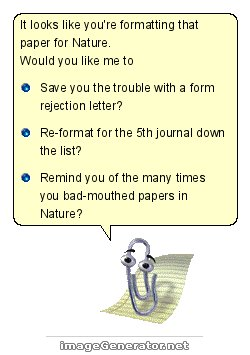 It looks like you're formatting that
paper for Nature.
Would you like me to
Save you the trouble with a form
rejection letter?
Re-format for the 5th journal down
the list?
Remind you of the many times
you bad-mouthed papers in
Nature?
imageGenerator.net